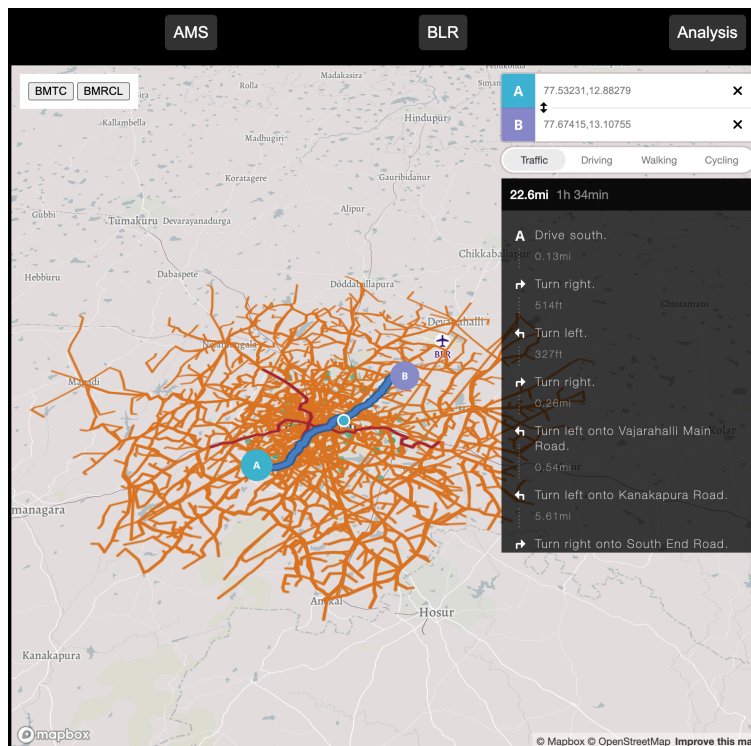 AMS
BLR
Analysis
BMTC
BMRCL
A
77.53231,12.88279
B
77.67415,13.10755
Traffic
Driving
Walking
Cycling
22.6mi 1h 34min
A Drive south.
0.13mi
Turn right.
514ft
Turn left.
327ft
Turn right.
0.26mi
Turn left onto Vajarahalli Main
Road.
0.54mi
Turn left onto Kanakapura Road.
5.61mi
Turn right onto South End Road.
Madakasira
Rolla
Kallambella
Hindupur
Madhugiri
Koratagere
Gauribidanur
Alipur
Gubbi
Tumakuru
Devarayanadurga
Chikkaballapur
Hebburu
Dabaspete
Doddaballapura
Chintamani
Devanahalli
BLR
B
A
Anekal
Hosur
Kanakapura
mapbox
© Mapbox © OpenStreetMap Improve this ma